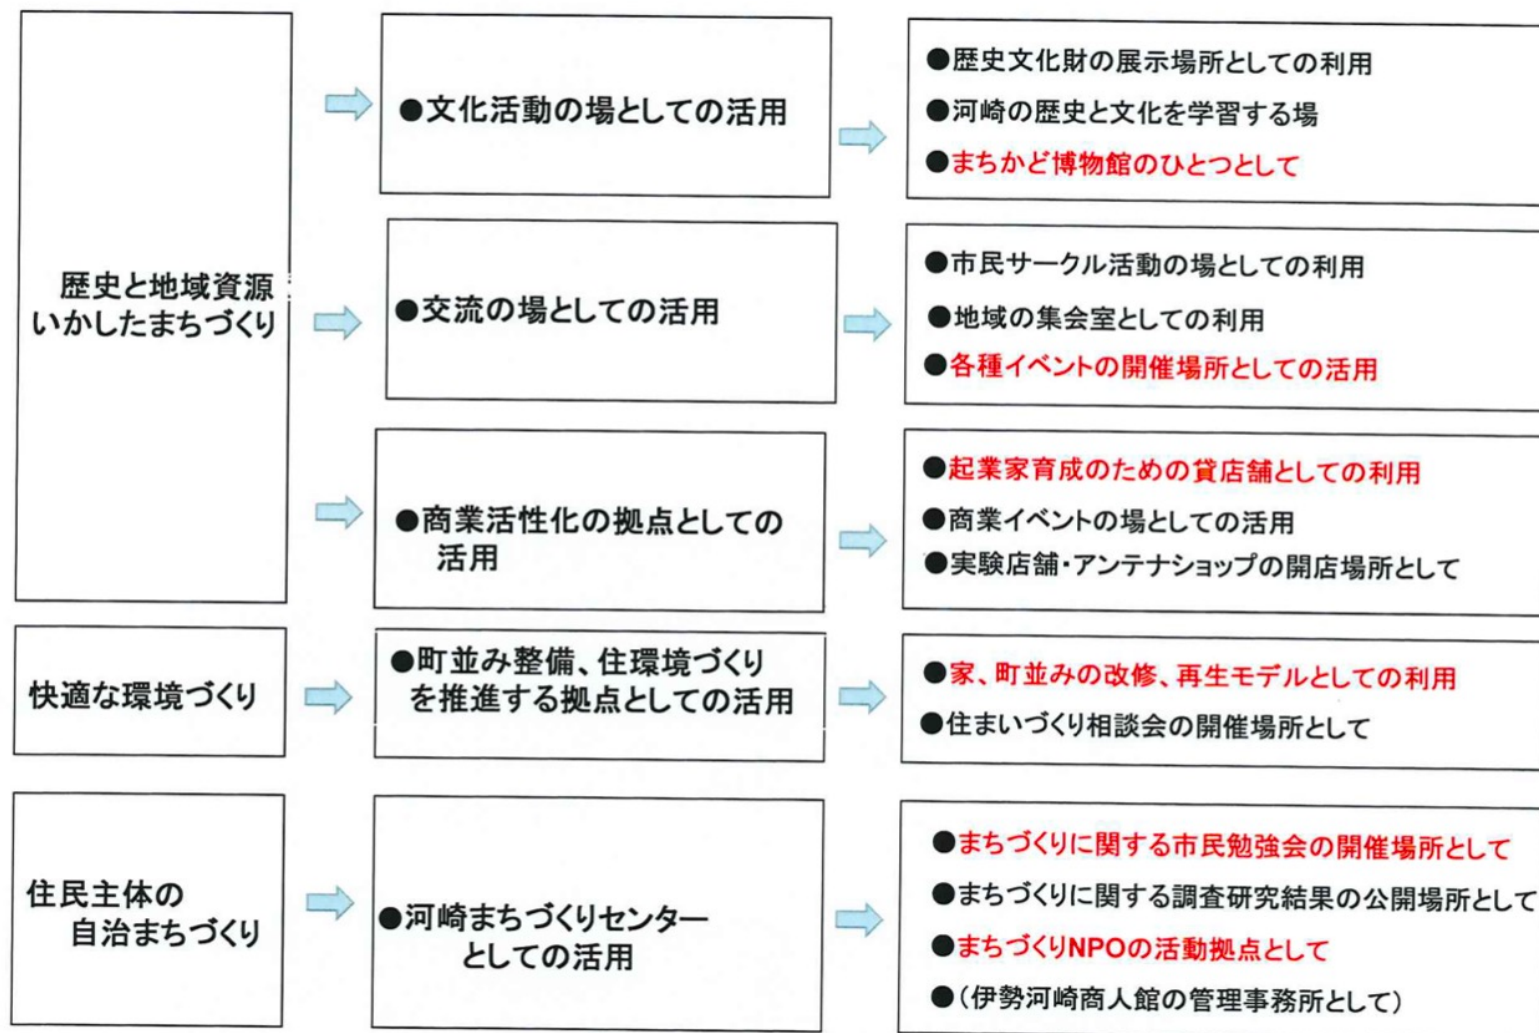 歴史と地域資源
いかしたまちづくり
●文化活動の場としての活用
●歴史文化財の展示場所としての利用
●河崎の歴史と文化を学習する場
●まちかど博物館のひとつとして
●交流の場としての活用
●市民サークル活動の場としての利用
●地域の集会室としての利用
●各種イベントの開催場所としての活用
●商業活性化の拠点としての
活用
●起業家育成のための貸店舗としての利用
●商業イベントの場としての活用
●実験店舗・アンテナショップの開店場所として
快適な環境づくり
●町並み整備、住環境づくり
を推進する拠点としての活用
●家、町並みの改修、再生モデルとしての利用
●住まいづくり相談会の開催場所として
住民主体の
自治まちづくり
●河崎まちづくりセンター
としての活用
●まちづくりに関する市民勉強会の開催場所として
●まちづくりに関する調査研究結果の公開場所として
●まちづくりNPOの活動拠点として
●(伊勢河崎商人館の管理事務所として)